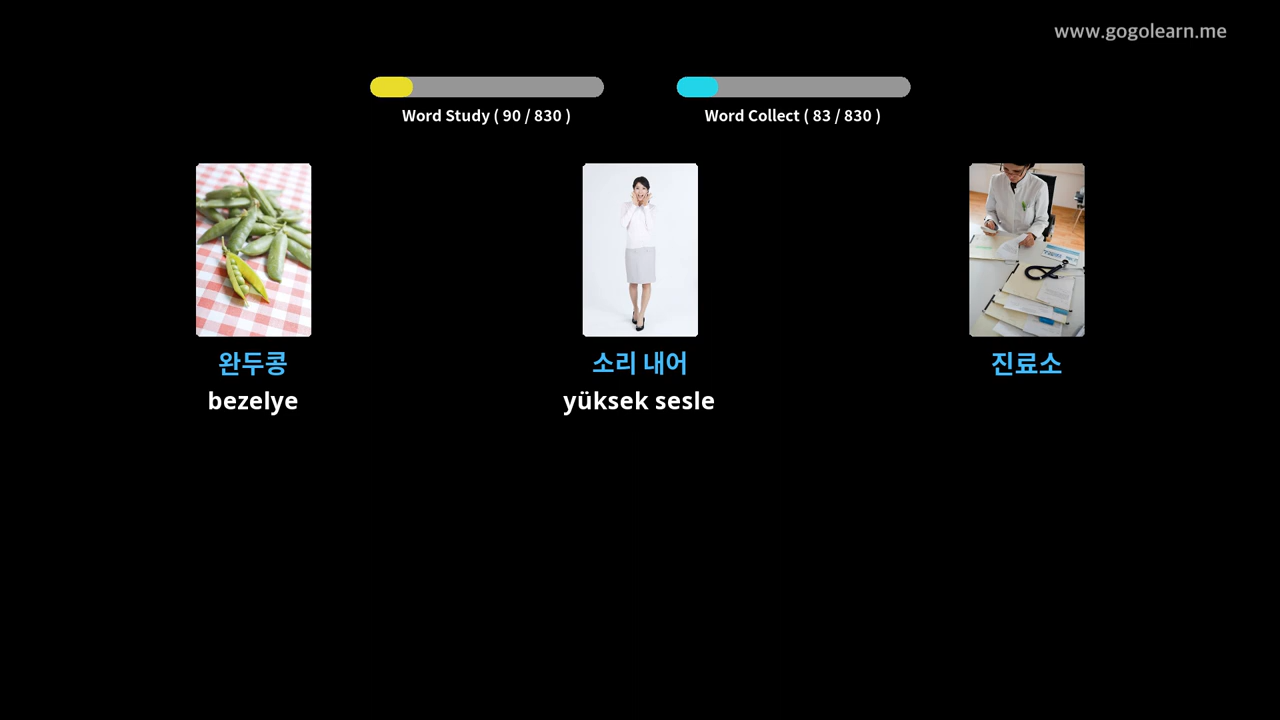 www.gogolearn.me
Word Study ( 90 / 830 )
Word Collect ( 83 / 830 )
완두콩
bezelye
소리 내어
yüksek sesle
진료소